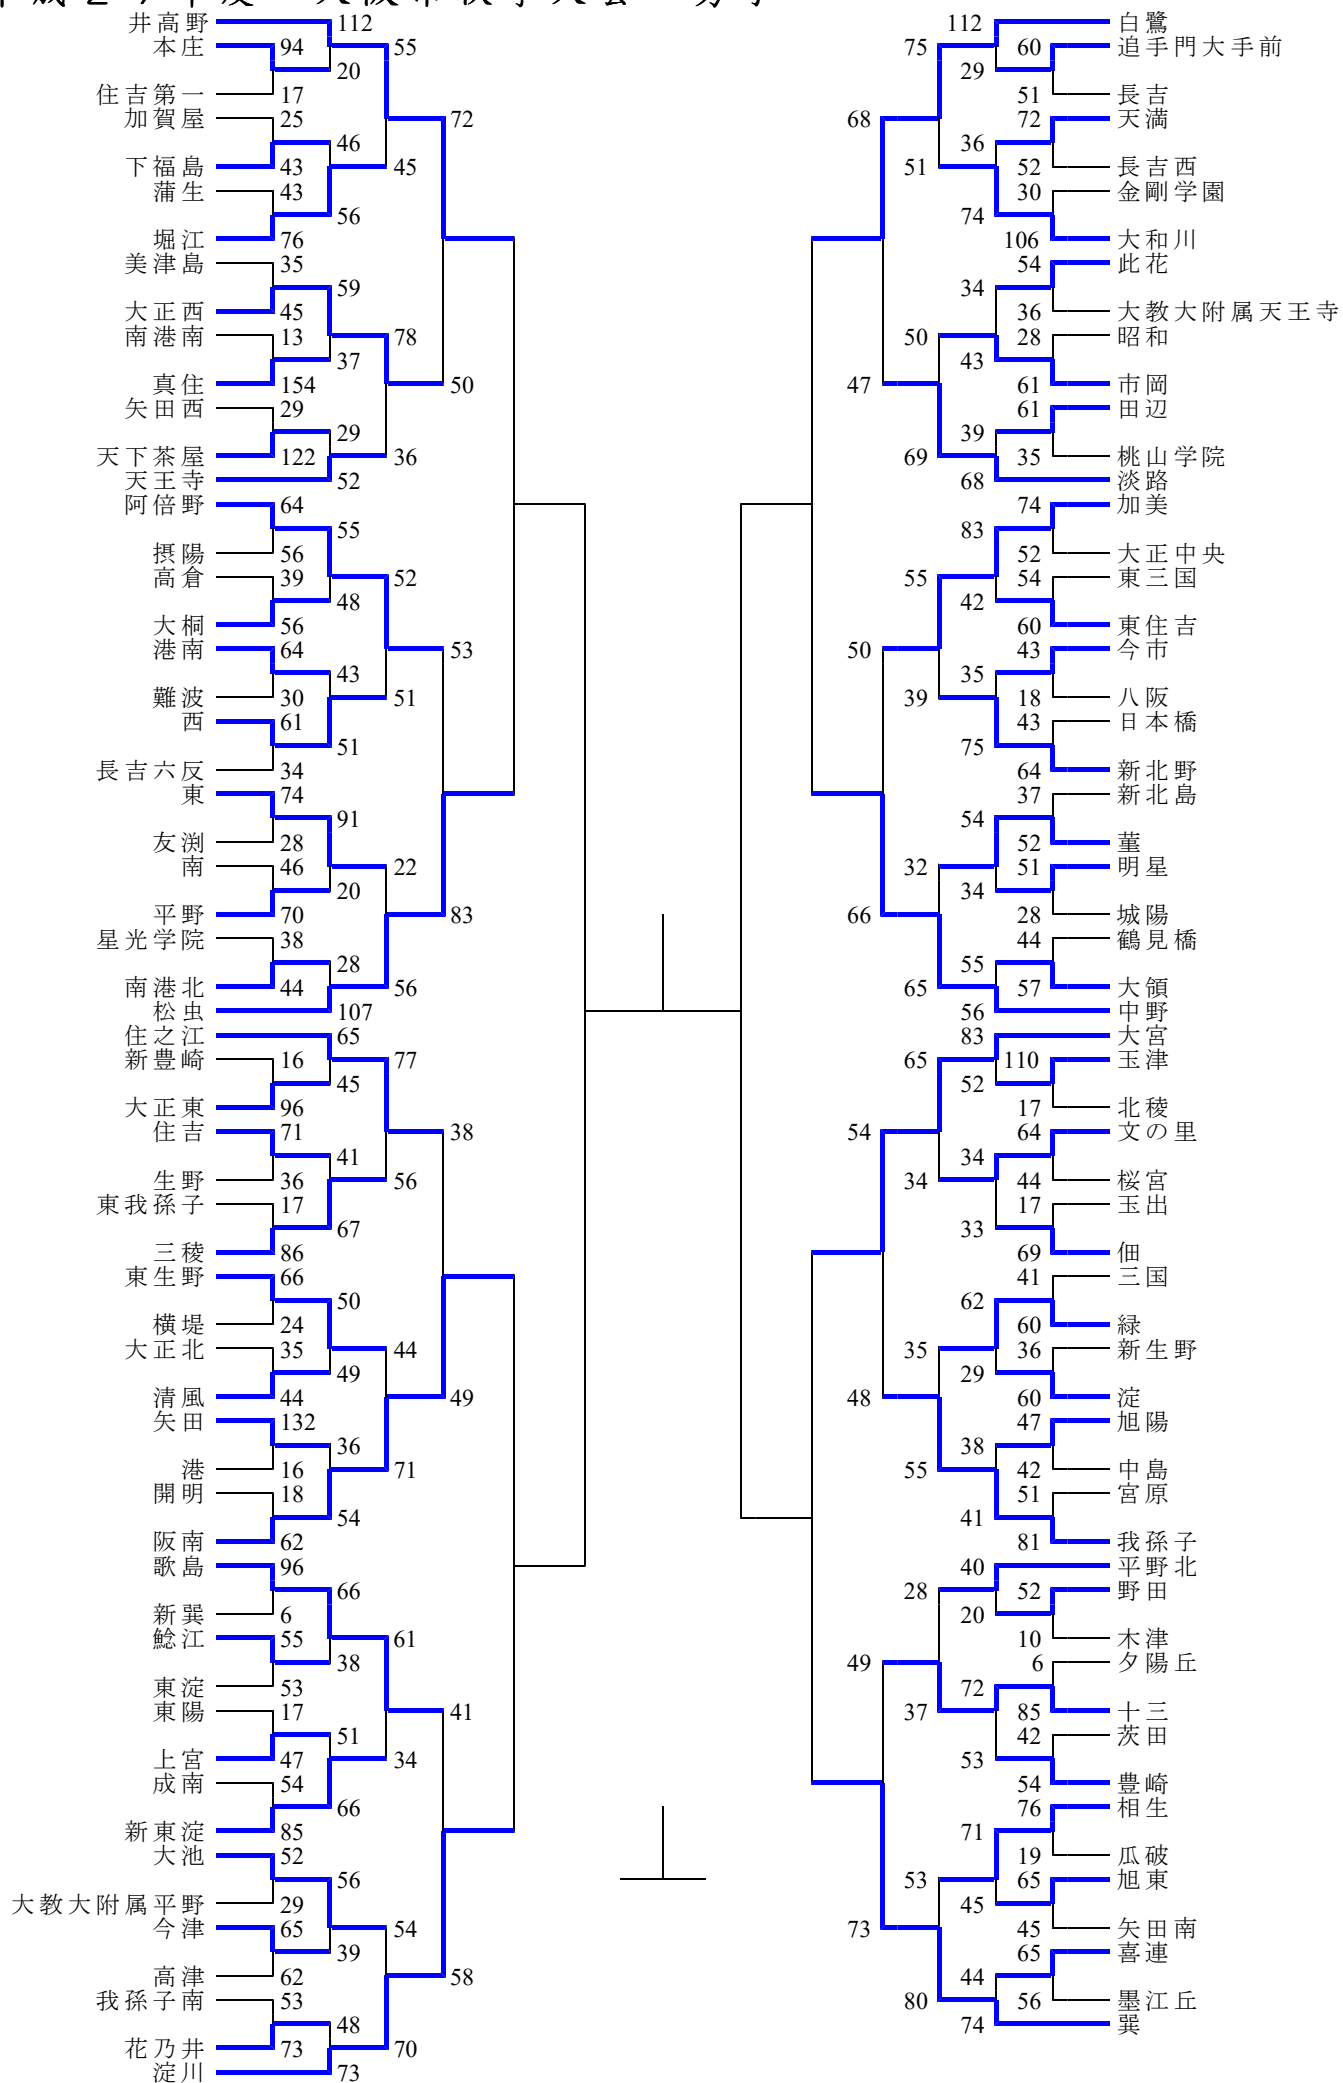 井高野 112 112 白鷺
本庄 94 55 75 60 追手門大手前
20 29
住吉第一 17 51 長吉
加賀屋 25 72 68 72 天満
46 36
下福島 43 45 51 52 長吉西
蒲生 43 30 金剛学園
56 74
堀江 76 106 大和川
美津島 35 54 此花
59 34
大正西 45 36 大教大附属天王寺
南港南 13 78 50 28 昭和
37 43
真住 154 50 47 61 市岡
矢田西 29 61 田辺
29 39
天下茶屋 122 36 69 35 桃山学院
天王寺 52 68 淡路
阿倍野 64 74 加美
55 83
摂陽 56 52 大正中央
高倉 39 52 55 54 東三国
48 42
大桐 56 60 東住吉
港南 64 53 50 43 今市
43 35
難波 30 51 39 18 八阪
西 61 43 日本橋
51 75
長吉六反 34 64 新北野
東 74 37 新北島
91 54
友渕 28 52 菫
南 46 22 32 51 明星
20 34
平野 70 83 66 28 城陽
星光学院 38 44 鶴見橋
28 55
南港北 44 56 65 57 大領
松虫 107 56 中野
住之江 65 83 大宮
新豊崎 16 77 65 110 玉津
45 52
大正東 96 17 北稜
住吉 71 38 54 64 文の里
41 34
生野 36 56 34 44 桜宮
東我孫子 17 17 玉出
67 33
三稜 86 69 佃
東生野 66 41 三国
50 62
横堤 24 60 緑
大正北 35 44 35 36 新生野
49 29
清風 44 49 48 60 淀
矢田 132 47 旭陽
36 38
港 16 71 55 42 中島
開明 18 51 宮原
54 41
阪南 62 81 我孫子
歌島 96 40 平野北
66 28 52 野田
新巽 6 20
鯰江 55 61 10 木津
38 49 6 夕陽丘
東淀 53 72
東陽 17 41 37 85 十三
51 42 茨田
上宮 47 34 53
成南 54 54 豊崎
66 76 相生
新東淀 85 71
大池 52 19 瓜破
56 53 65 旭東
大教大附属平野 29 45
今津 65 54 73 45 矢田南
39 65 喜連
高津 62 58 44
我孫子南 53 80 56 墨江丘
48 74 巽
花乃井 73 70
淀川 73